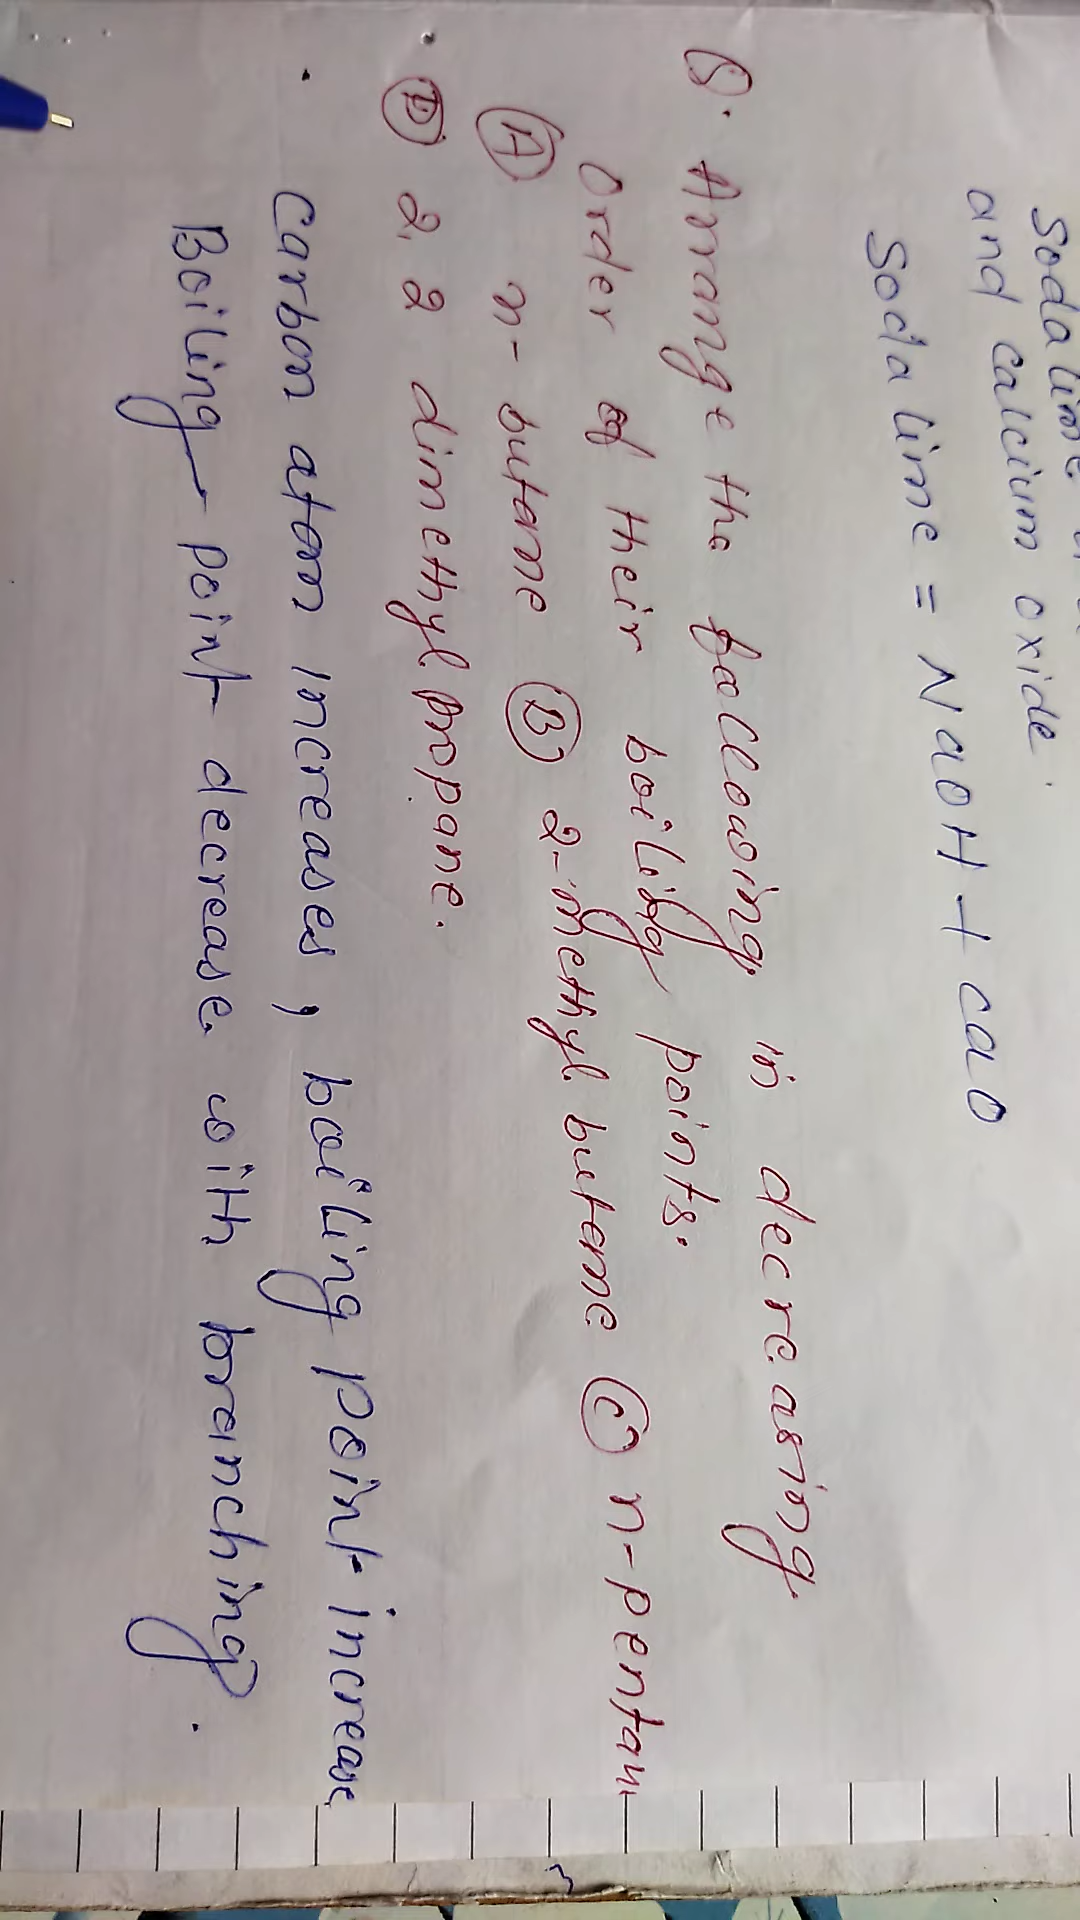 Soda lime
and calcium oxide.
Soda lime = NaOH + CaO
Q. Arrange the following in decreasing
Order of their boiling points.
(A) n-butane (B) 2-methyl butane (C) n-pentane
(D) 2,2 dimethyl propane.
Carbon atom increases, boiling point increase
Boiling point decrease with branching.